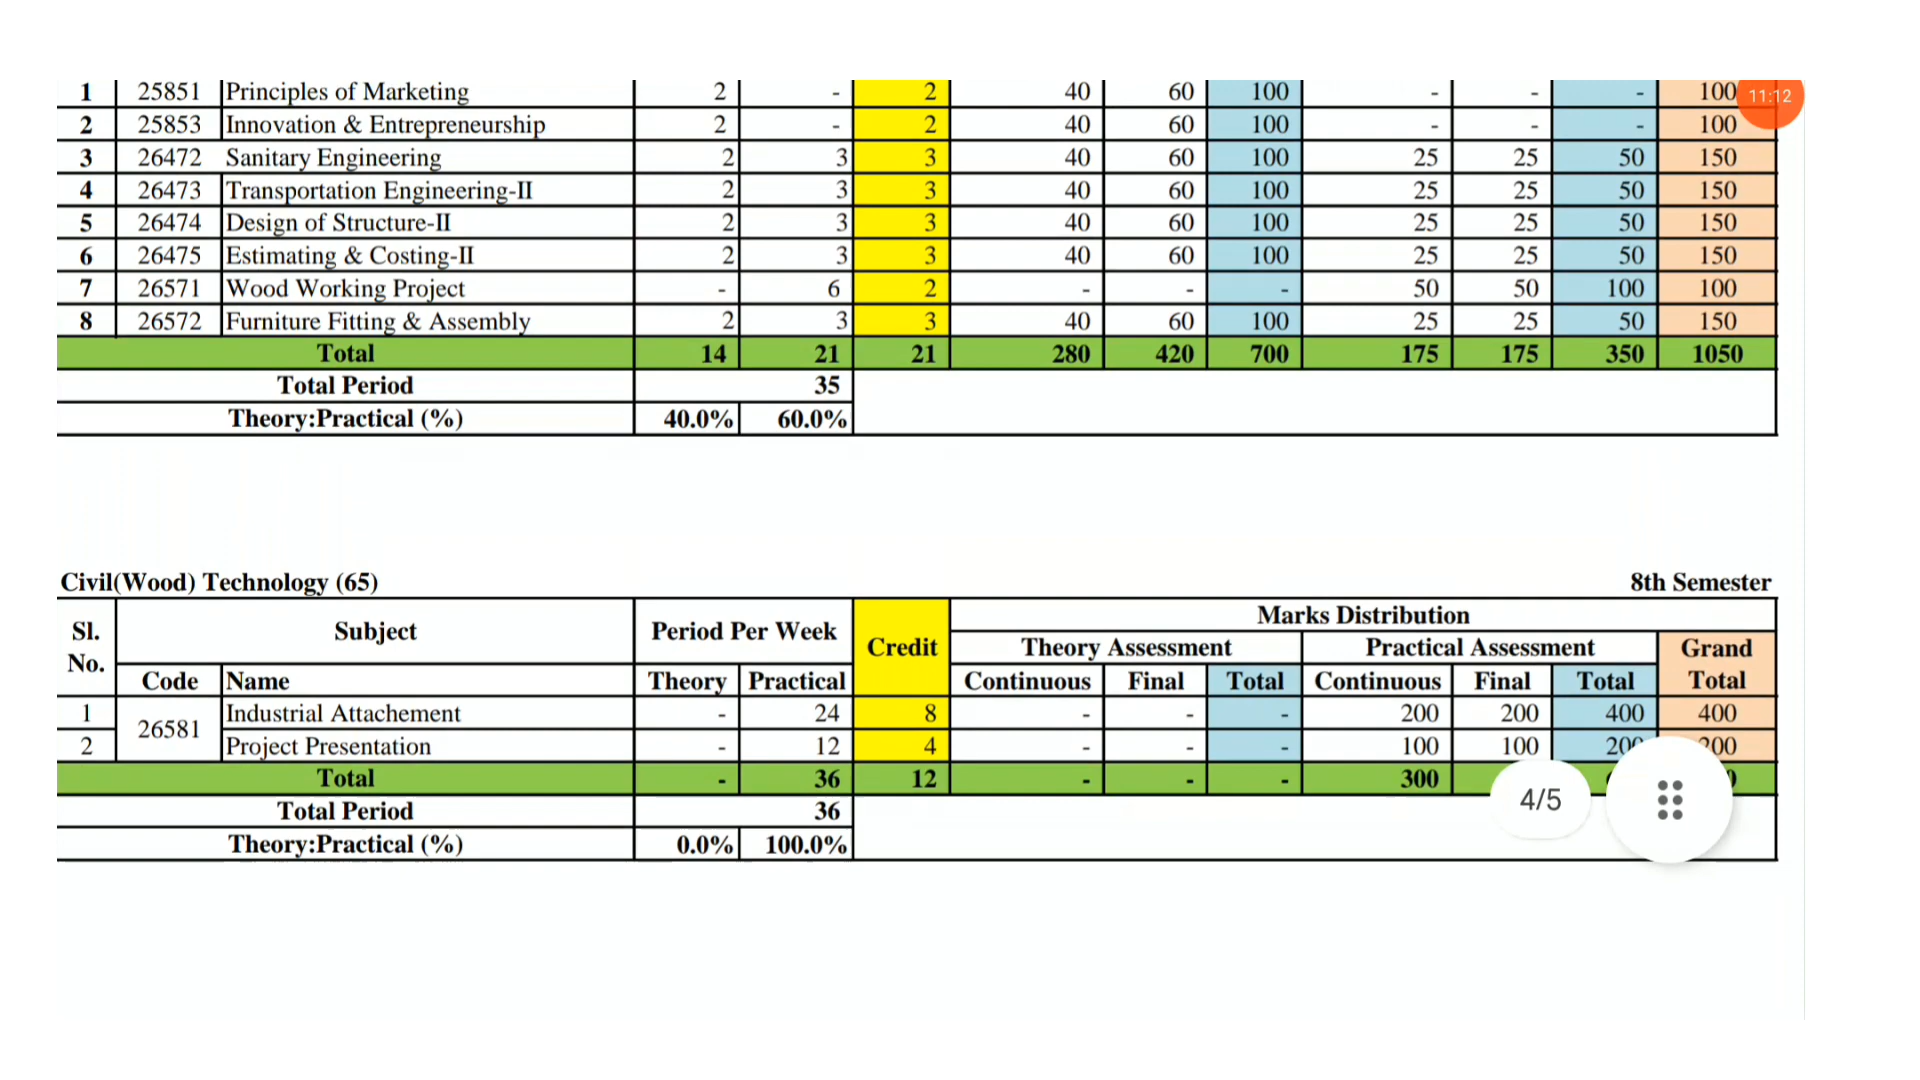 1 25851 Principles of Marketing 2 - 2 40 60 100 - - - 100
11:12
2 25853 Innovation & Entrepreneurship 2 - 2 40 60 100 - - - 100
3 26472 Sanitary Engineering 2 3 3 40 60 100 25 25 50 150
4 26473 Transportation Engineering-II 2 3 3 40 60 100 25 25 50 150
5 26474 Design of Structure-II 2 3 3 40 60 100 25 25 50 150
6 26475 Estimating & Costing-II 2 3 3 40 60 100 25 25 50 150
7 26571 Wood Working Project - 6 2 - - - 50 50 100 100
8 26572 Furniture Fitting & Assembly 2 3 3 40 60 100 25 25 50 150
Total 14 21 21 280 420 700 175 175 350 1050
Total Period 35
Theory:Practical (%) 40.0% 60.0%
Civil(Wood) Technology (65) 8th Semester
Sl. No. Subject Period Per Week Credit Marks Distribution
Theory Assessment Practical Assessment Grand Total
Code Name Theory Practical Continuous Final Total Continuous Final Total
1 26581 Industrial Attachement - 24 8 - - - 200 200 400 400
2 Project Presentation - 12 4 - - - 100 100
Total - 36 12 - - - 300
4/5
Total Period 36
Theory:Practical (%) 0.0% 100.0%